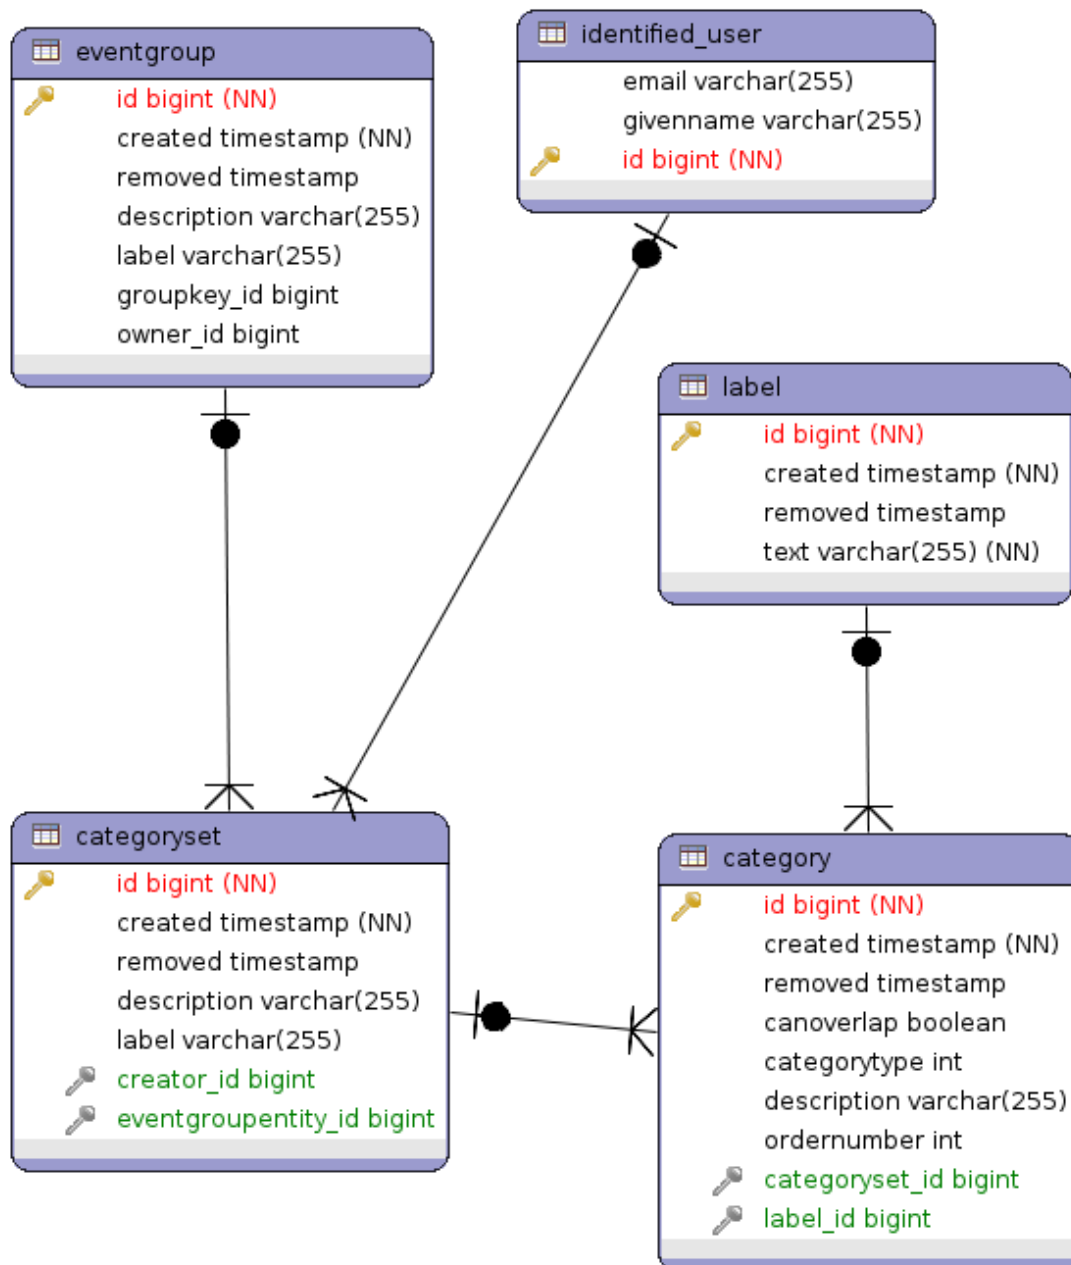 eventgroup
id bigint (NN)
created timestamp (NN)
removed timestamp
description varchar(255)
label varchar(255)
groupkey_id bigint
owner_id bigint
identified_user
email varchar(255)
givenname varchar(255)
id bigint (NN)
label
id bigint (NN)
created timestamp (NN)
removed timestamp
text varchar(255) (NN)
categoryset
id bigint (NN)
created timestamp (NN)
removed timestamp
description varchar(255)
label varchar(255)
creator_id bigint
eventgroupentity_id bigint
category
id bigint (NN)
created timestamp (NN)
removed timestamp
canoverlap boolean
categorytype int
description varchar(255)
ordernumber int
categoryset_id bigint
label_id bigint